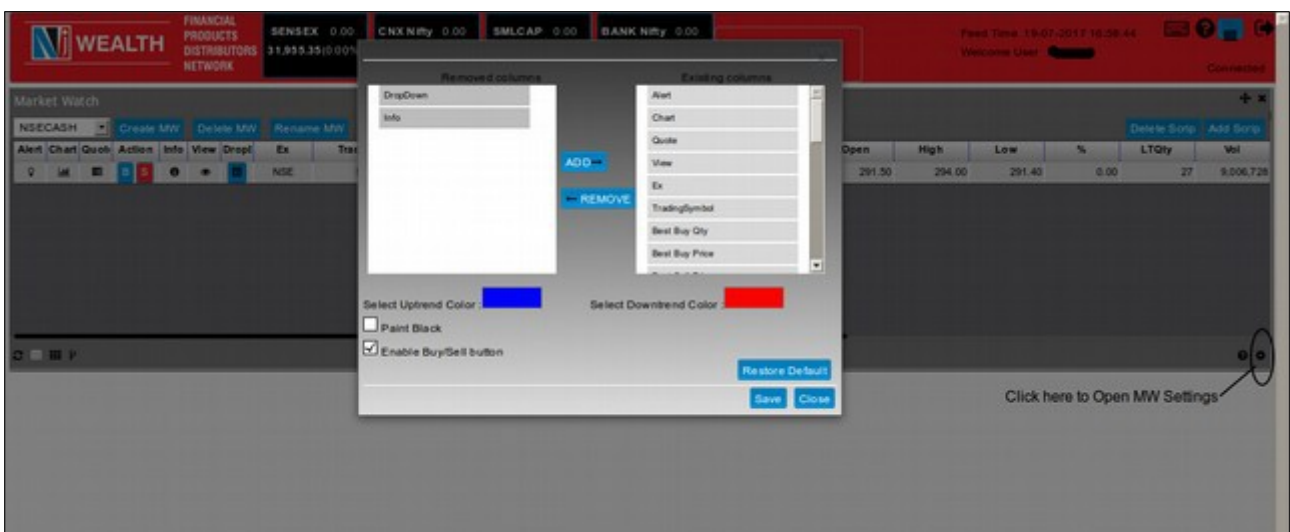 Nj WEALTH
FINANCIAL
PRODUCTS
DISTRIBUTORS
NETWORK
SENSEX 0.00
31,955.35(0.00%
CNX Nifty 0.00
SMLCAP 0.00
BANK Nifty 0.00
Feed Time 19-07-2017 16:58:44
Welcome User
Connected
Market Watch
NSECASH
Create MW
Delete MW
Rename MW
Delete Scrip
Add Scrip
Alert Chart Quot Action Info View Dropl Ex Trad
Open High Low % LTQty Vol
B S NSE
291.50 294.00 291.40 0.00 27 9,006,728
Removed columns
Existing columns
DropDown
Info
ADD
REMOVE
Alert
Chart
Quote
View
Ex
TradingSymbol
Best Buy Qty
Best Buy Price
Select Uptrend Color :
Select Downtrend Color :
Paint Black
Enable Buy/Sell button
Restore Default
Save
Close
P
Click here to Open MW Settings